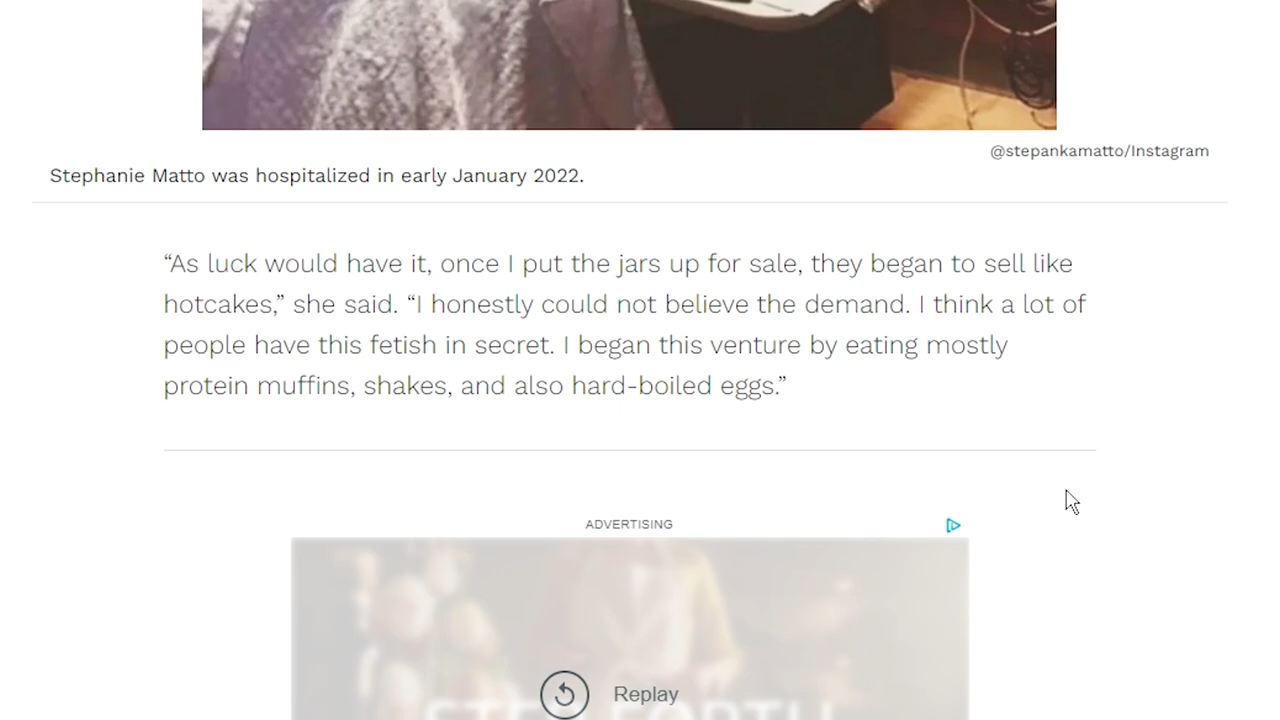 @stepankamatto/Instagram
Stephanie Matto was hospitalized in early January 2022.
“As luck would have it, once I put the jars up for sale, they began to sell like
hotcakes,” she said. “I honestly could not believe the demand. I think a lot of
people have this fetish in secret. I began this venture by eating mostly
protein muffins, shakes, and also hard-boiled eggs.”
ADVERTISING
Replay